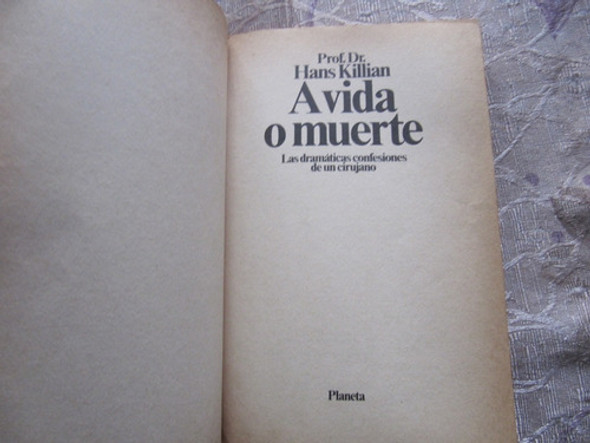 Prof. Dr.
Hans Killian
A vida
o muerte
Las dramáticas confesiones
de un cirujano
Planeta